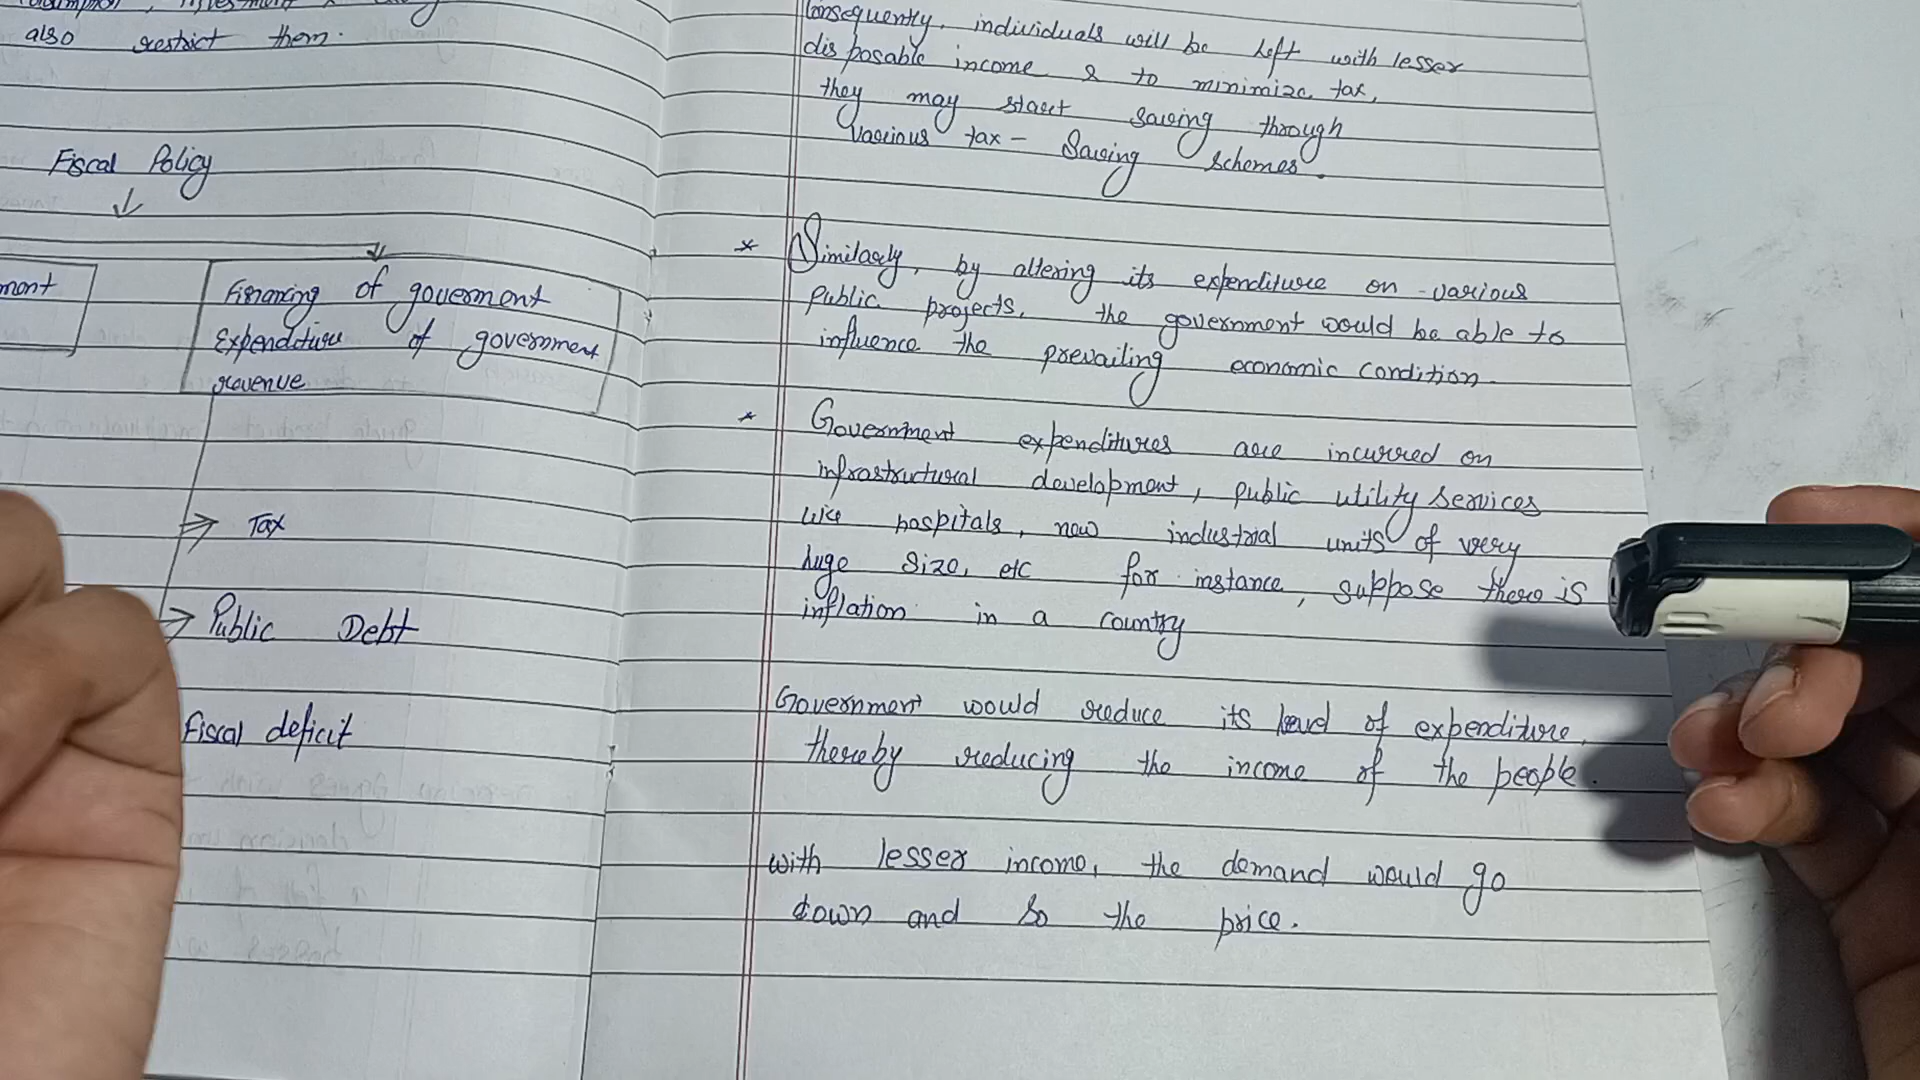 also restrict them.
Fiscal Policy
ment
Financing of goverment
Expenditure of government
revenue
Tax
Public Debt
Fiscal deficit
Consequently, individuals will be left with lesser
disposable income & to minimize tax,
they may start saving through
various tax - Saving schemes.
* Similarly, by altering its expenditure on various
Public projects, the government would be able to
influence the prevailing economic condition.
* Government expenditures are incurred on
infrastructural development, public utility services
like hospitals, new industrial units of very
huge size, etc for instance, suppose there is
inflation in a country
Government would reduce its level of expenditure,
thereby reducing the income of the people.
with lesser income, the demand would go
down and so the price.